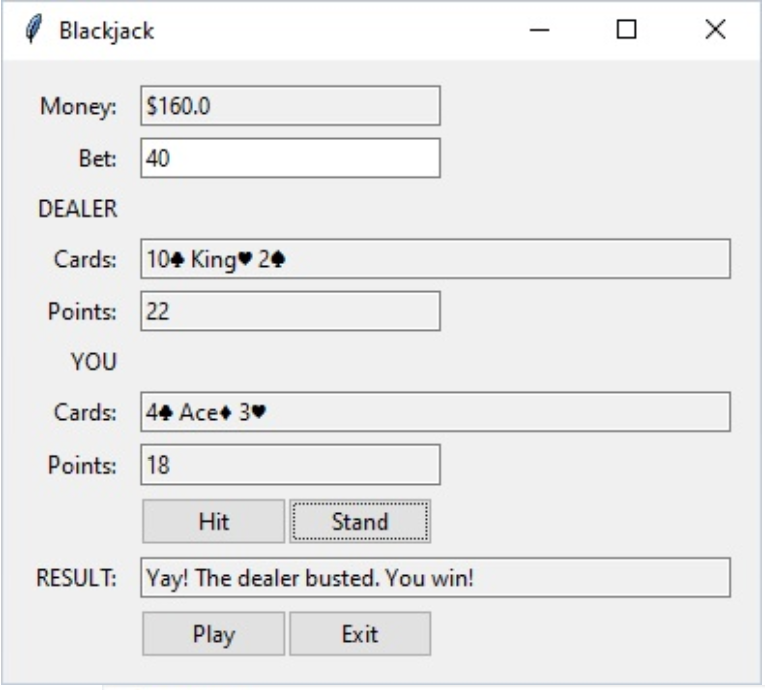 Blackjack
Money: $160.0
Bet: 40
DEALER
Cards: 10♣ King♥ 2♠
Points: 22
YOU
Cards: 4♣ Ace♦ 3♥
Points: 18
Hit Stand
RESULT: Yay! The dealer busted. You win!
Play Exit